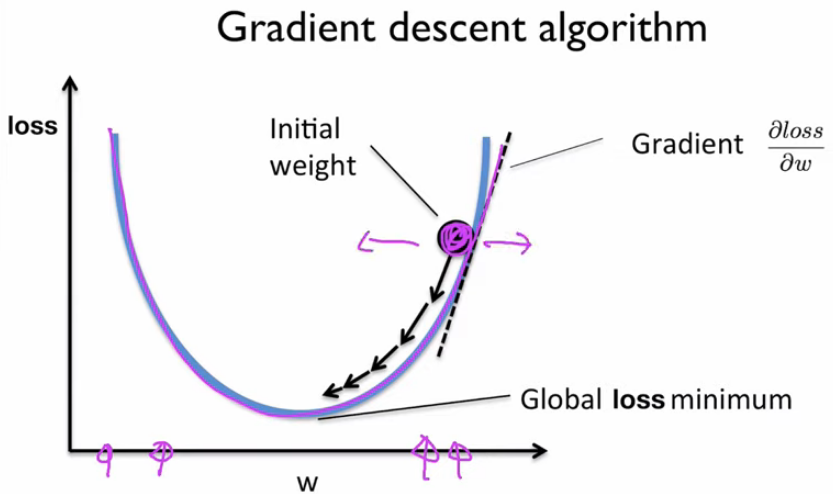 Gradient descent algorithm
loss
Initial
weight
Gradient ∂loss/∂w
Global loss minimum
w